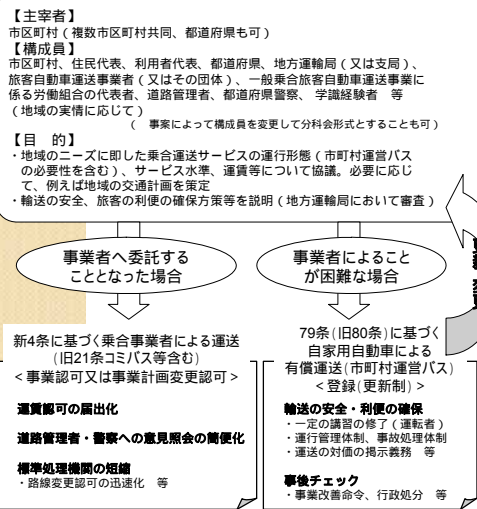 【主宰者】
市区町村（複数市区町村共同、都道府県も可）
【構成員】
市区町村、住民代表、利用者代表、都道府県、地方運輸局（又は支局）、
旅客自動車運送事業者（又はその団体）、一般乗合旅客自動車運送事業に
係る労働組合の代表者、道路管理者、都道府県警察、 学識経験者　等
（地域の実情に応じて）
（　事案によって構成員を変更して分科会形式とすることも可）
【目　的】
・地域のニーズに即した乗合運送サービスの運行形態（市町村運営バス
の必要性を含む）、サービス水準、運賃等について協議。必要に応じ
て、例えば地域の交通計画を策定
・輸送の安全、旅客の利便の確保方策等を説明（地方運輸局において審査）
事業者へ委託する
こととなった場合
事業者によること
が困難な場合
新4条に基づく乗合事業者による運送
(旧21条コミバス等含む)
＜事業認可又は事業計画変更認可＞
運賃認可の届出化
道路管理者・警察への意見照会の簡便化
標準処理機関の短縮
・路線変更認可の迅速化　等
79条(旧80条)に基づく
自家用自動車による
有償運送(市町村運営バス)
＜登録(更新制)＞
輸送の安全・利便の確保
・一定の講習の修了（運転者）
・運行管理体制、事故処理体制
・運送の対価の掲示義務　等
事後チェック
・事業改善命令、行政処分　等